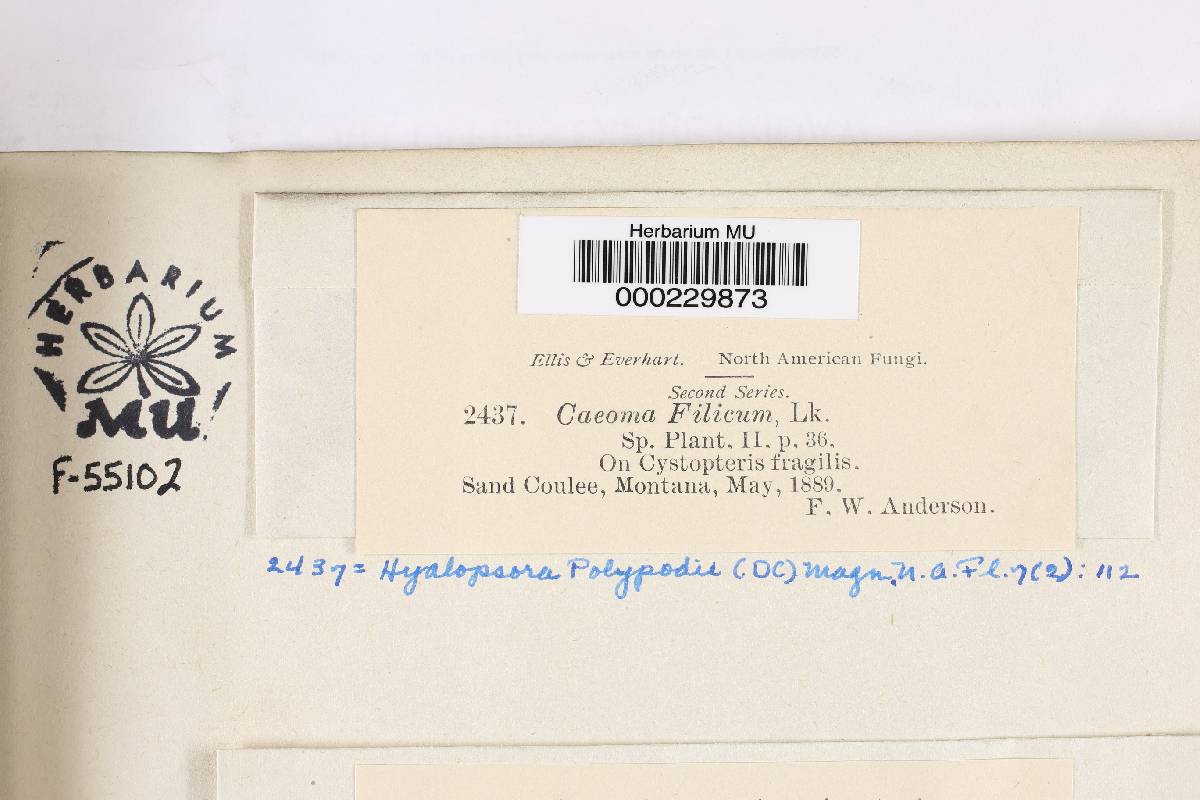 Herbarium MU
000229873
HERBARIUM
MU.
F-55102
Ellis & Everhart. North American Fungi.
Second Series.
2437. Caeoma Filicum, Lk.
Sp. Plant. II. p. 36.
On Cystopteris fragilis.
Sand Coulee, Montana, May, 1889.
F. W. Anderson.
2437 = Hyalopsora Polypodii (DC) Magn. N. A. Fl. 7(2): 112